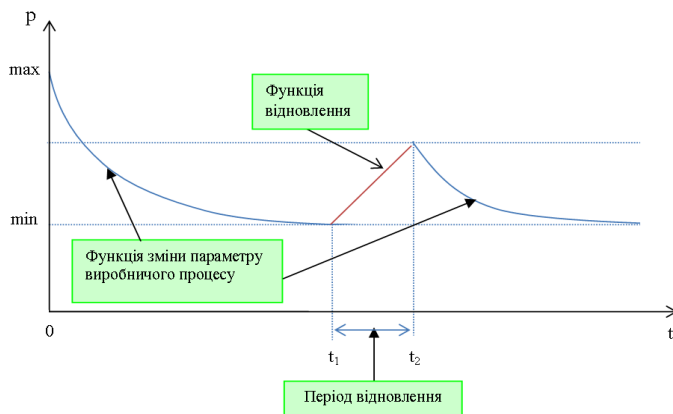 p
max
Функція
відновлення
min
Функція зміни параметру
виробничого процесу
0
t
t₁
t₂
Період відновлення